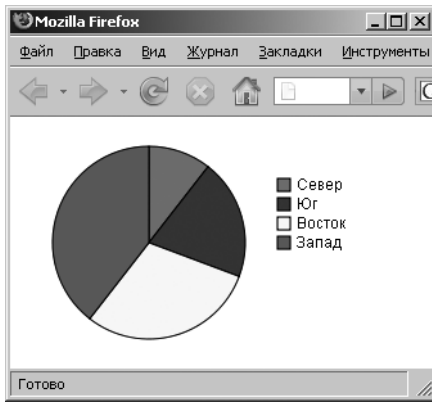 Mozilla Firefox
Файл Правка Вид Журнал Закладки Инструменты
Север
Юг
Восток
Запад
Готово